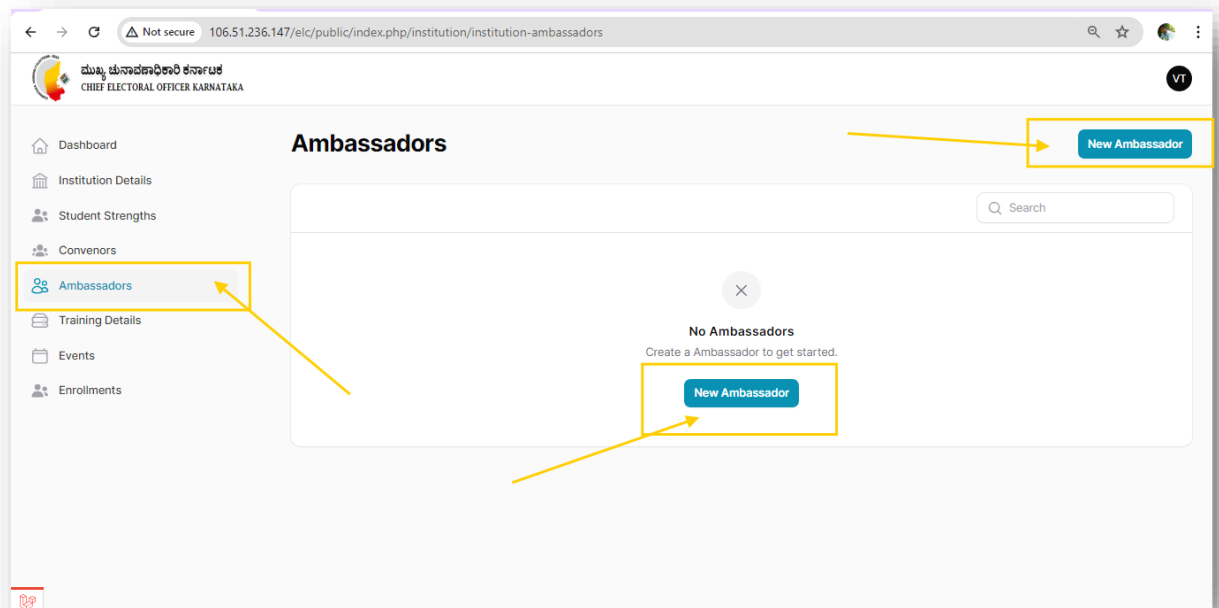 Not secure 106.51.236.147/elc/public/index.php/institution/institution-ambassadors
ಮುಖ್ಯ ಚುನಾವಣಾಧಿಕಾರಿ ಕರ್ನಾಟಕ
CHIEF ELECTORAL OFFICER KARNATAKA
VT
Dashboard
Institution Details
Student Strengths
Convenors
Ambassadors
Training Details
Events
Enrollments
Ambassadors
New Ambassador
Search
No Ambassadors
Create a Ambassador to get started.
New Ambassador